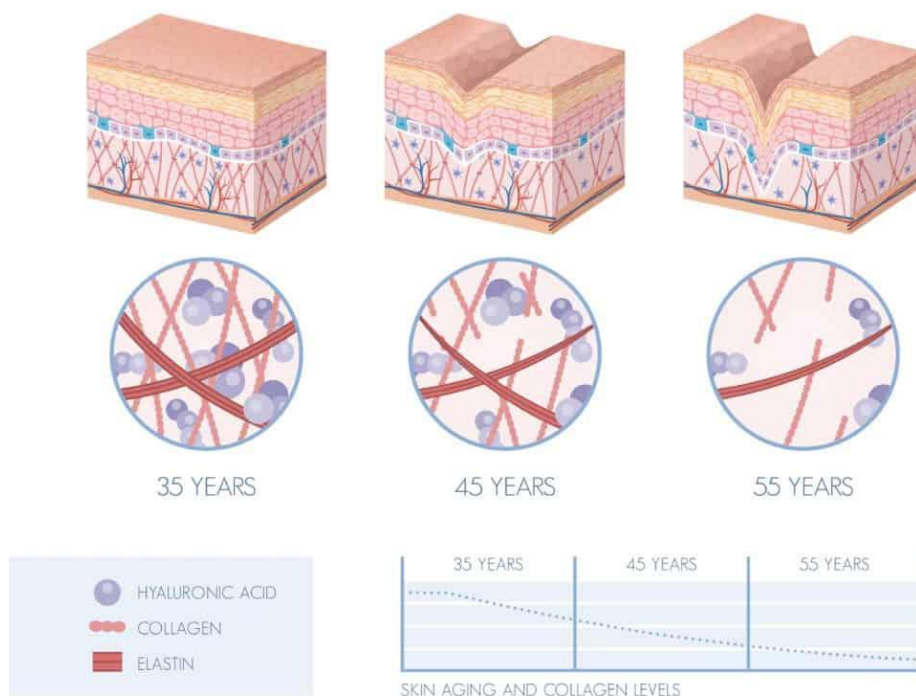 35 YEARS
45 YEARS
55 YEARS
HYALURONIC ACID
COLLAGEN
ELASTIN
35 YEARS
45 YEARS
55 YEARS
SKIN AGING AND COLLAGEN LEVELS